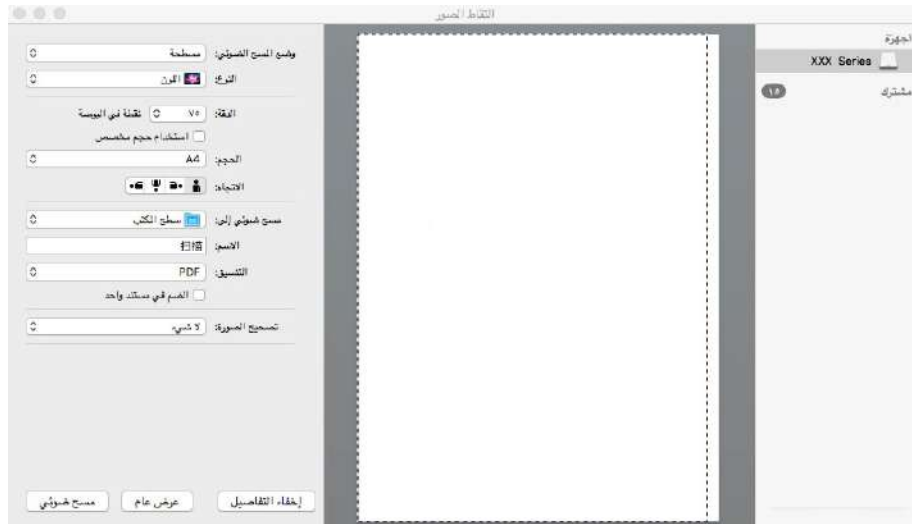 التقاط الصور
أجهزة
XXX Series
مشترك ١٥
وضع المسح الضوئي: مسطحة
النوع: اللون
الدقة: ٧٥ نقطة في البوصة
استخدام حجم مخصص
الحجم: A4
الاتجاه:
مسح ضوئي إلى: سطح المكتب
الاسم: 扫描
التنسيق: PDF
الضم في مستند واحد
تصحيح الصورة: لا شيء
إخفاء التفاصيل
عرض عام
مسح ضوئي